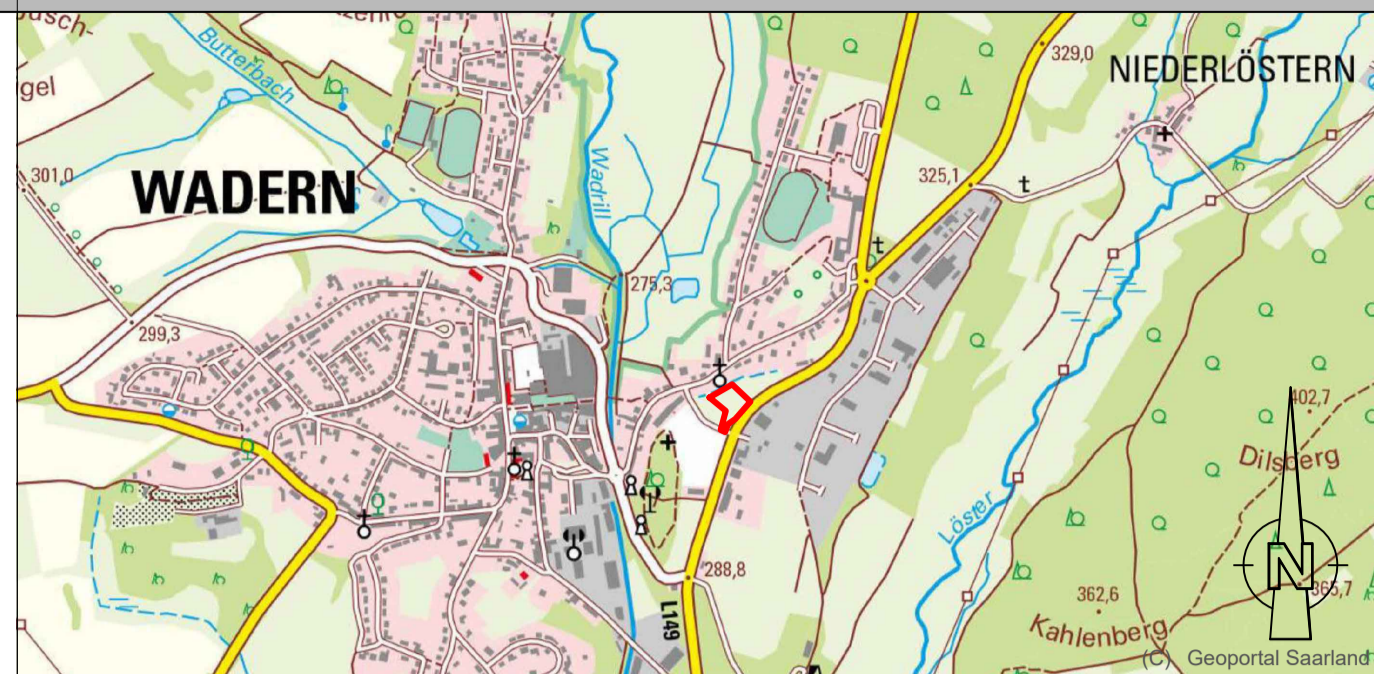 Butterbach
329,0
NIEDERLÖSTERN
gel
301,0
WADERN
Wadrill
325,1
275,3
299,3
402,7
Dilsberg
Löster
288,8
362,6
365,7
L149
Kahlenberg
N
(C) Geoportal Saarland